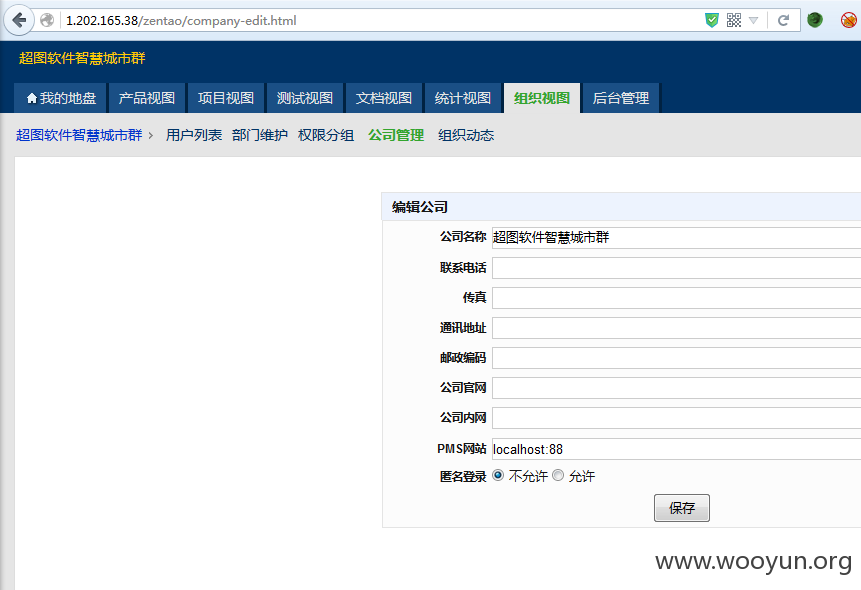 1.202.165.38/zentao/company-edit.html
超图软件智慧城市群
我的地盘 产品视图 项目视图 测试视图 文档视图 统计视图 组织视图 后台管理
超图软件智慧城市群 › 用户列表 部门维护 权限分组 公司管理 组织动态
编辑公司
公司名称 超图软件智慧城市群
联系电话
传真
通讯地址
邮政编码
公司官网
公司内网
PMS网站 localhost:88
匿名登录 不允许 允许
保存
www.wooyun.org